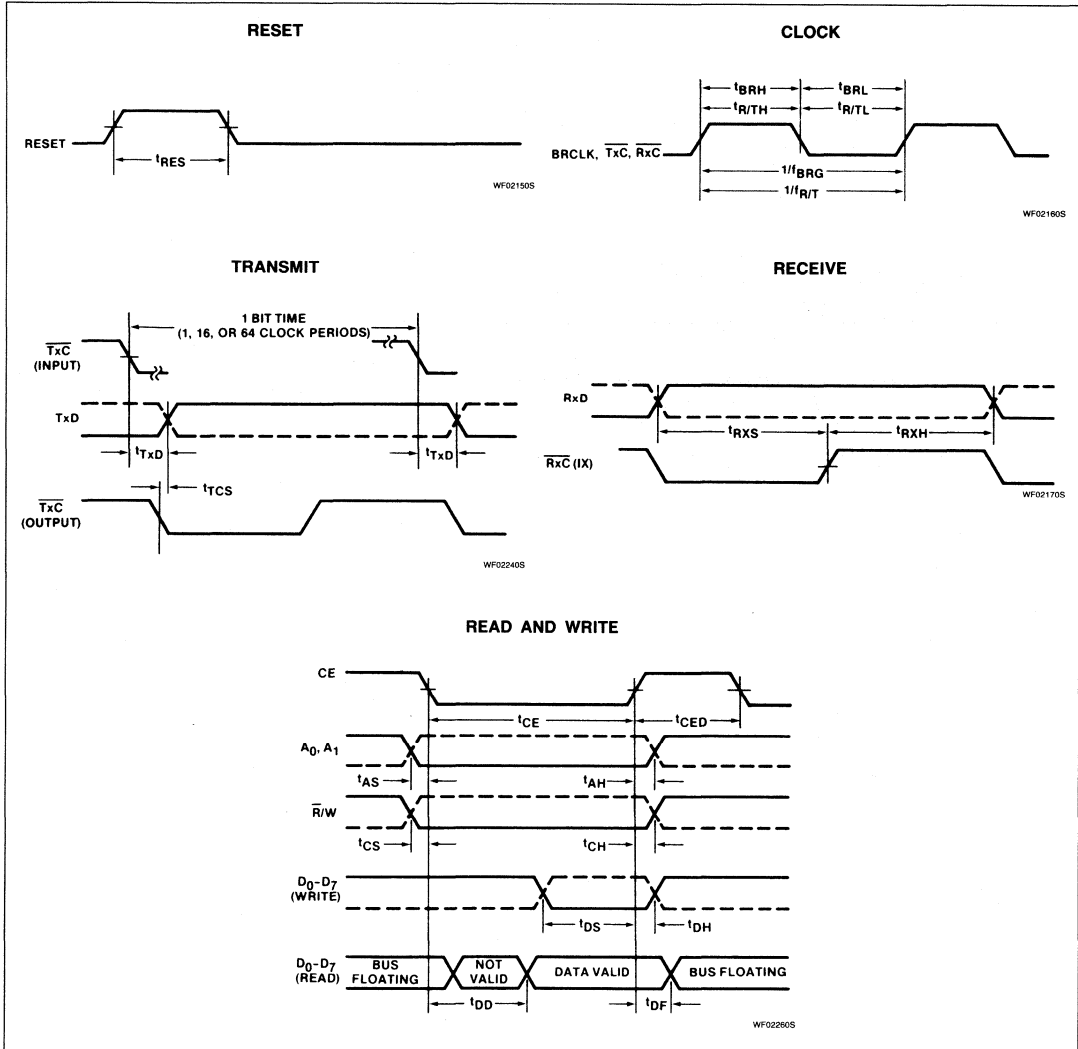 RESET
RESET
tRES
WF02150S
CLOCK
tBRH
tBRL
tR/TH
tR/TL
BRCLK, TxC, RxC
1/fBRG
1/fR/T
WF02160S
TRANSMIT
1 BIT TIME
(1, 16, OR 64 CLOCK PERIODS)
TxC
(INPUT)
TxD
tTxD
tTxD
tTCS
TxC
(OUTPUT)
WF02240S
RECEIVE
RxD
tRXS
tRXH
RxC (IX)
WF02170S
READ AND WRITE
CE
tCE
tCED
A0, A1
tAS
tAH
R/W
tCS
tCH
D0-D7
(WRITE)
tDS
tDH
D0-D7
(READ)
BUS
FLOATING
NOT
VALID
DATA VALID
BUS FLOATING
tDD
tDF
WF02260S